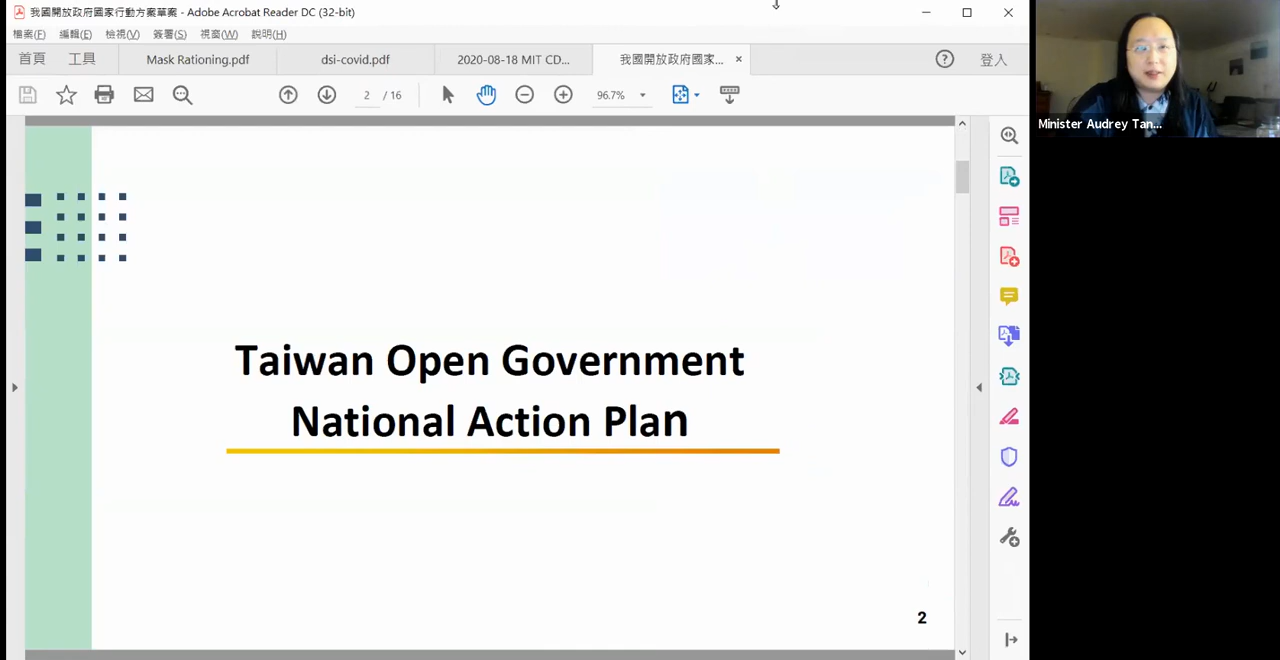 我國開放政府國家行動方案草案 - Adobe Acrobat Reader DC (32-bit)
檔案(F) 編輯(E) 檢視(V) 簽署(S) 視窗(W) 說明(H)
首頁 工具 Mask Rationing.pdf dsi-covid.pdf 2020-08-18 MIT CD... 我國開放政府國家... × ? 登入
2 / 16 96.7%
Minister Audrey Tan...
Taiwan Open Government
National Action Plan
2